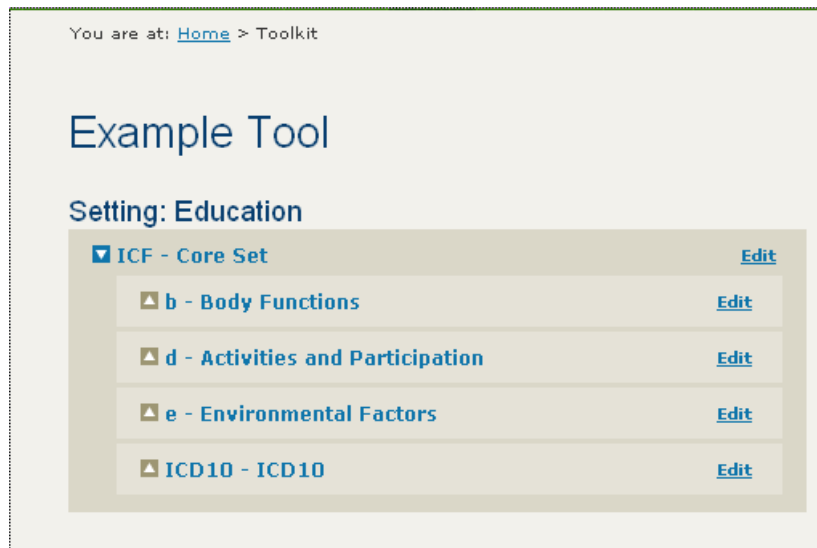 You are at: Home > Toolkit
Example Tool
Setting: Education
ICF - Core Set Edit
b - Body Functions Edit
d - Activities and Participation Edit
e - Environmental Factors Edit
ICD10 - ICD10 Edit